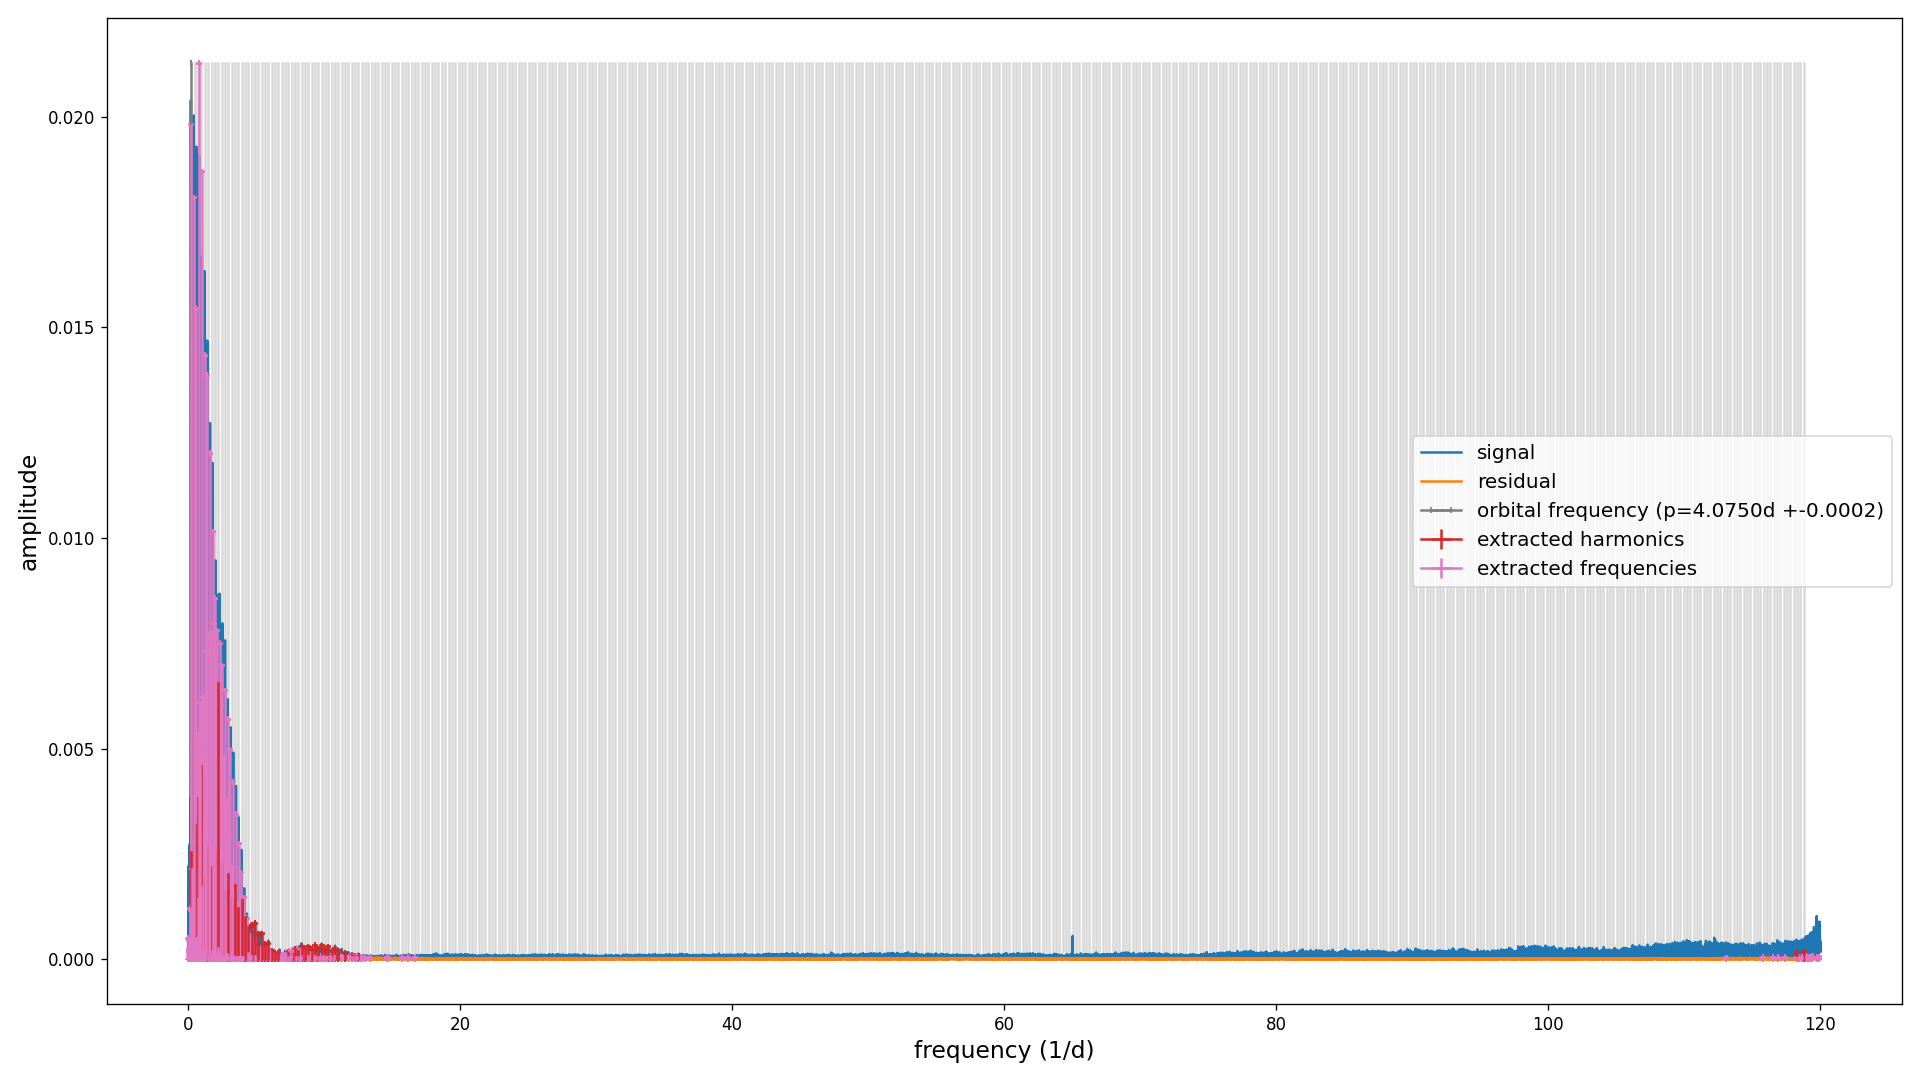 0.020
0.015
0.010
0.005
0.000
amplitude
0
20
40
60
80
100
120
frequency (1/d)
signal
residual
orbital frequency (p=4.0750d +-0.0002)
extracted harmonics
extracted frequencies